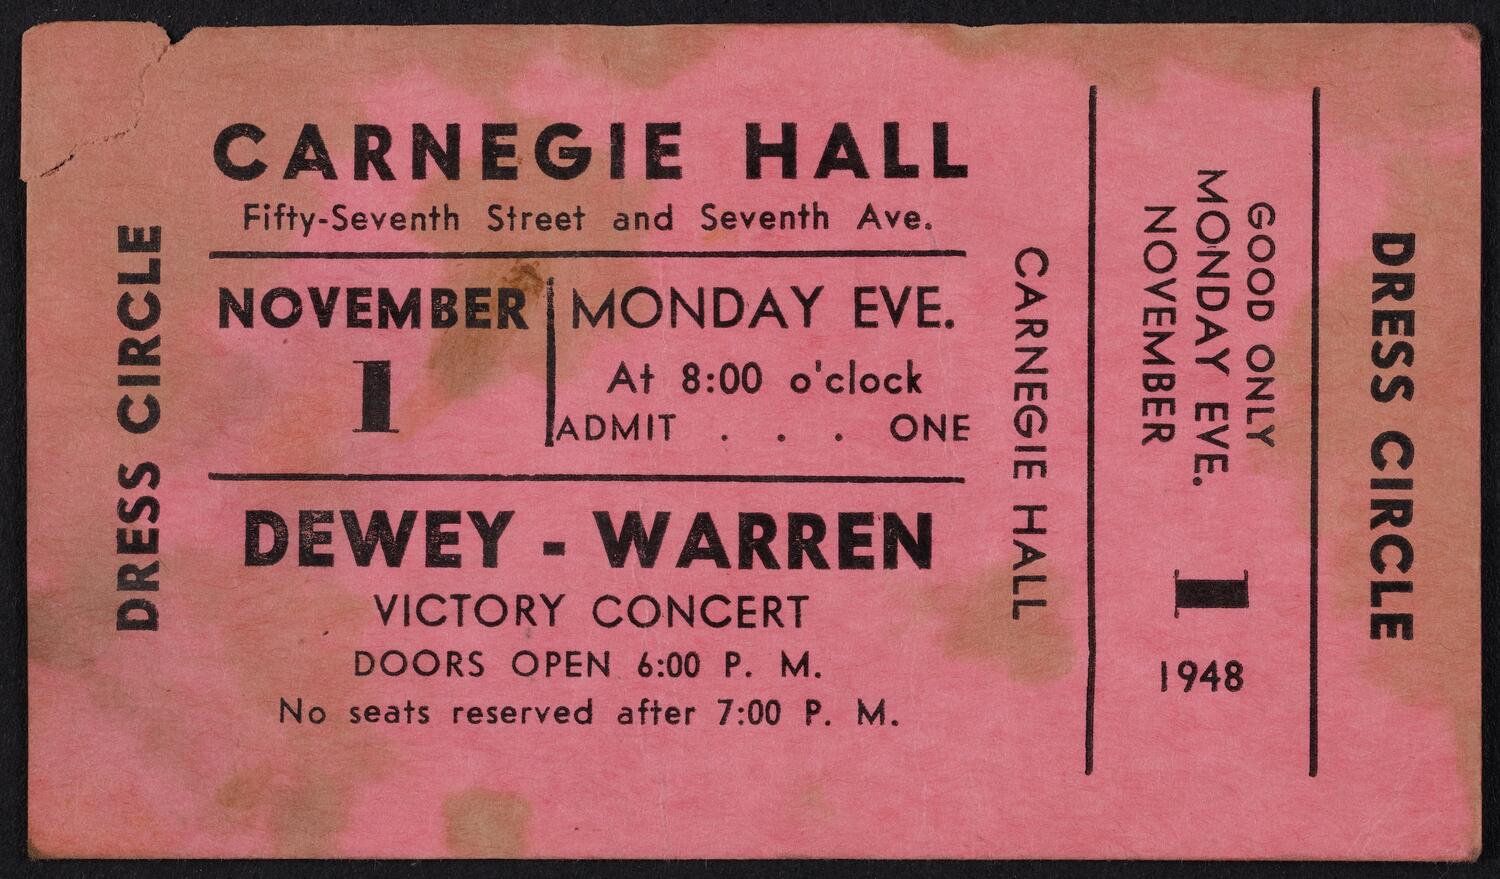 DRESS CIRCLE
CARNEGIE HALL
Fifty-Seventh Street and Seventh Ave.
NOVEMBER
1
MONDAY EVE.
At 8:00 o'clock
ADMIT . . . ONE
DEWEY - WARREN
VICTORY CONCERT
DOORS OPEN 6:00 P. M.
No seats reserved after 7:00 P. M.
CARNEGIE HALL
GOOD ONLY
MONDAY EVE.
NOVEMBER
1
1948
DRESS CIRCLE